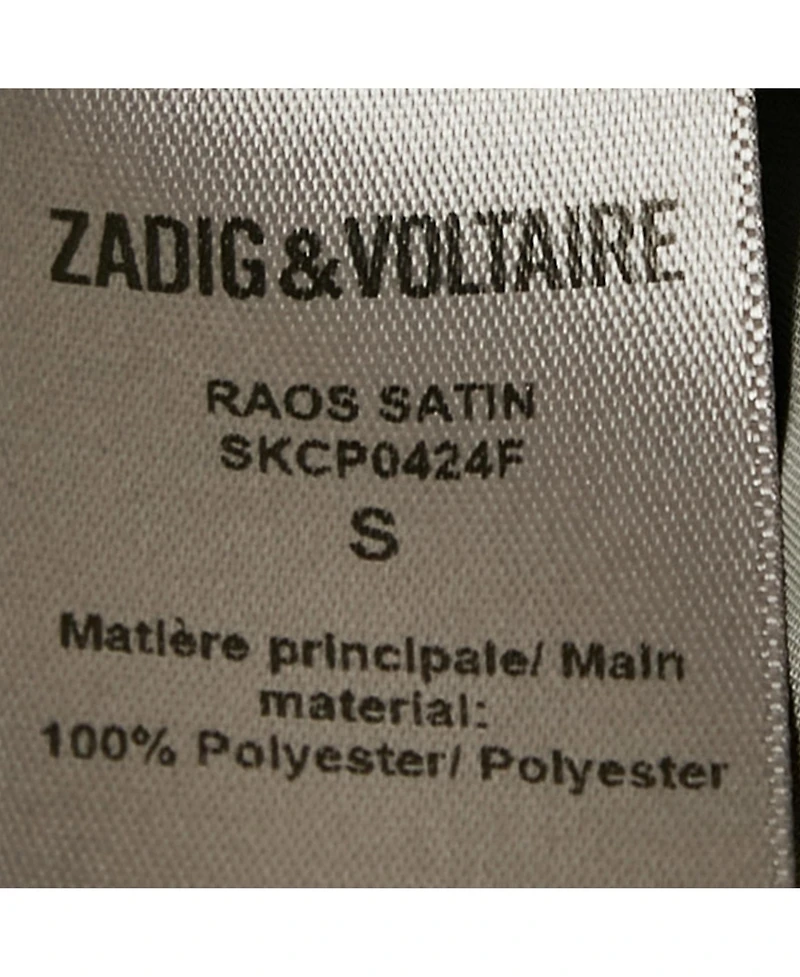 ZADIG & VOLTAIRE
RAOS SATIN
SKCP0424F
S
Matière principale/ Main
material:
100% Polyester/ Polyester